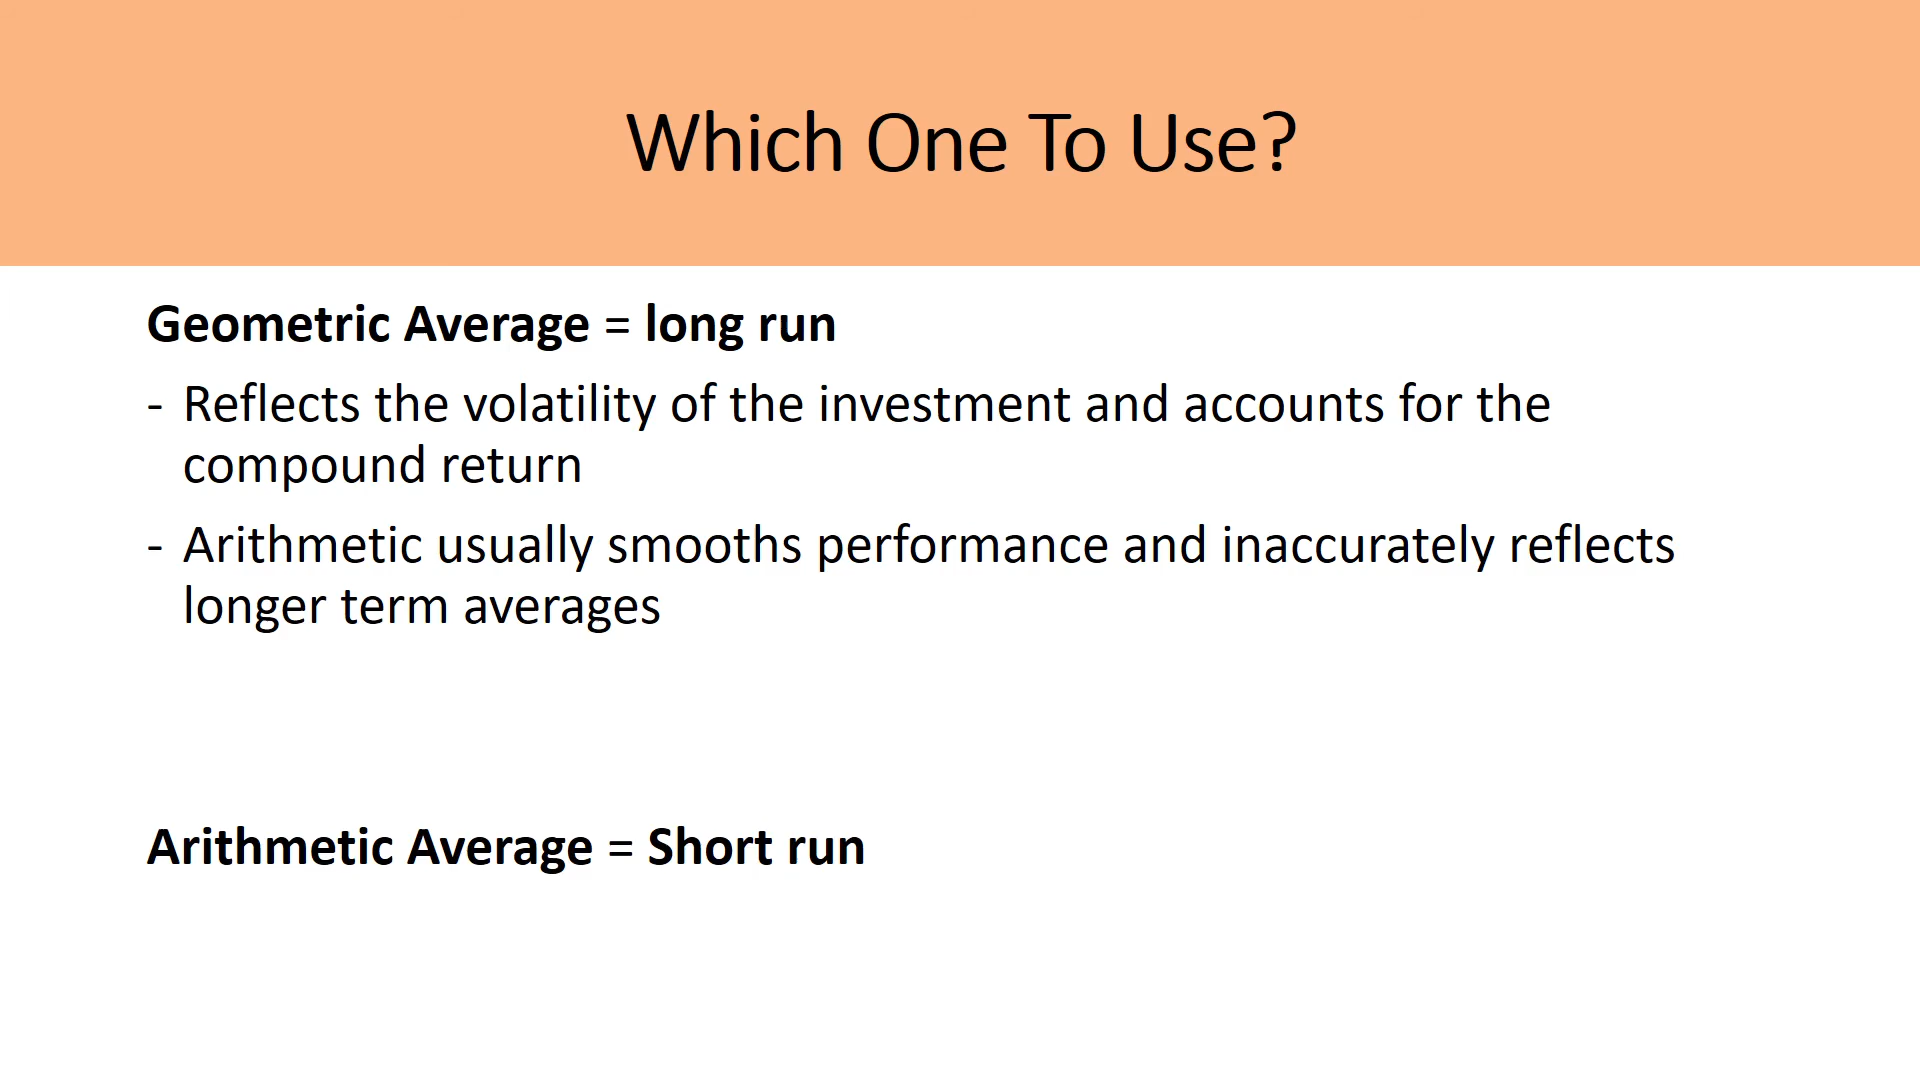 Which One To Use?
Geometric Average = long run
- Reflects the volatility of the investment and accounts for the
compound return
- Arithmetic usually smooths performance and inaccurately reflects
longer term averages
Arithmetic Average = Short run